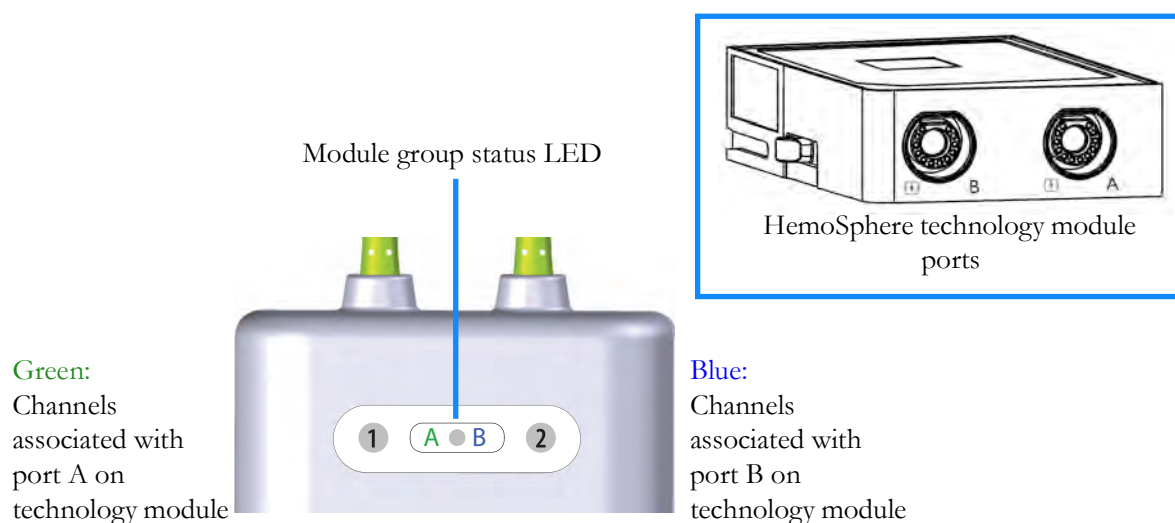 Module group status LED
B
A
HemoSphere technology module
ports
Green:
Channels
associated with
port A on
technology module
1 A B 2
Blue:
Channels
associated with
port B on
technology module